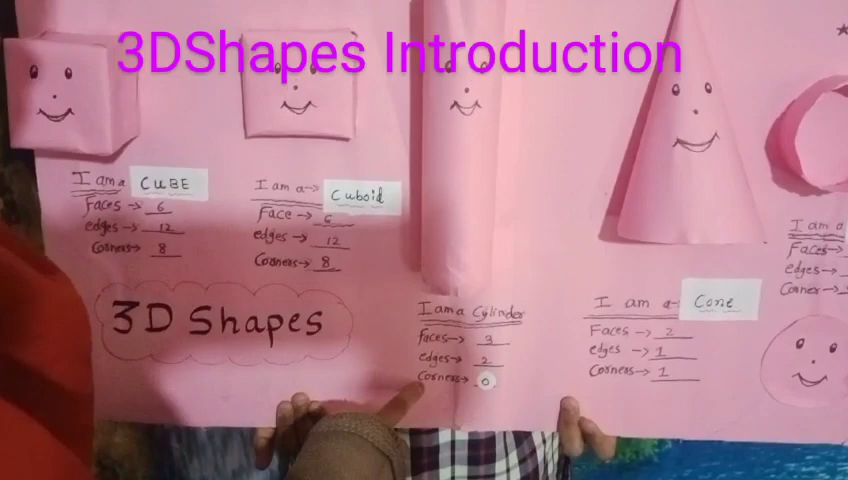 3DShapes Introduction
I am a CUBE
Faces → 6
edges → 12
Corners → 8
I am a → Cuboid
Face → 6
edges → 12
Corners → 8
3D Shapes
I am a Cylinder
faces → 3
edges → 2
Corners → 0
I am a Cone
Faces → 2
edges → 1
Corners → 1
I am a
Faces →
edges →
Corner →